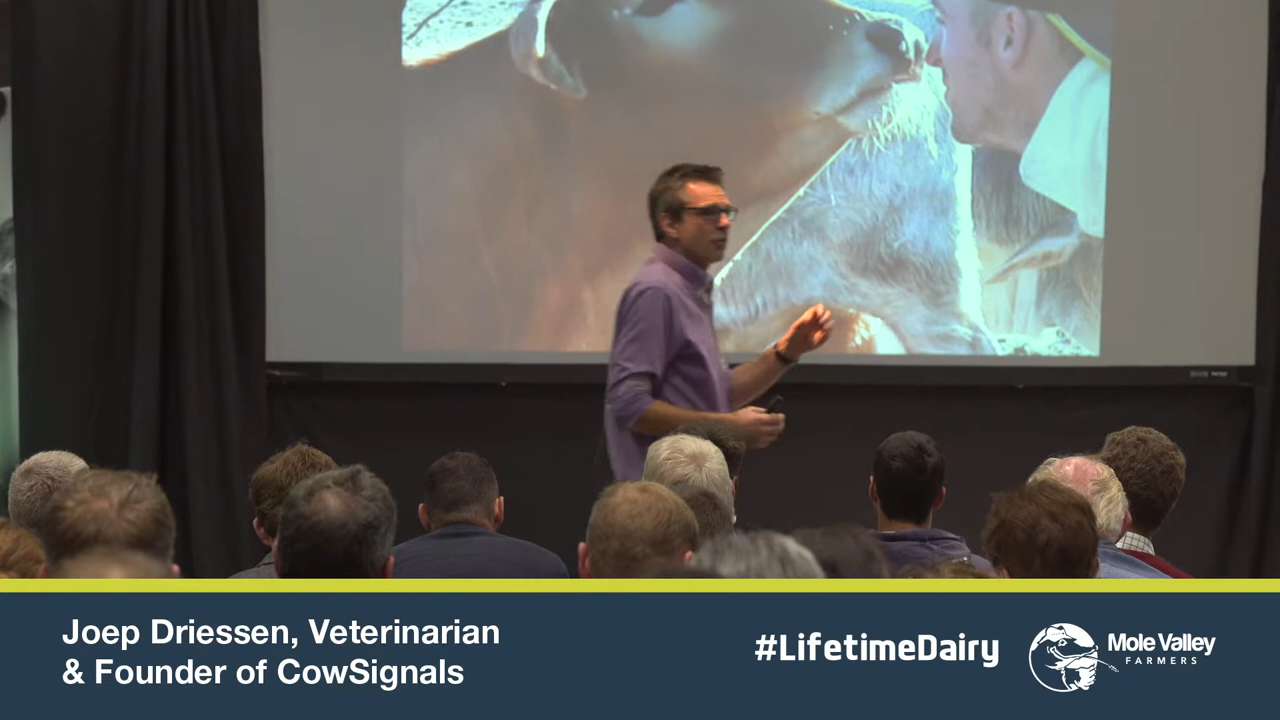 Joep Driessen, Veterinarian
& Founder of CowSignals
#LifetimeDairy
Mole Valley
FARMERS